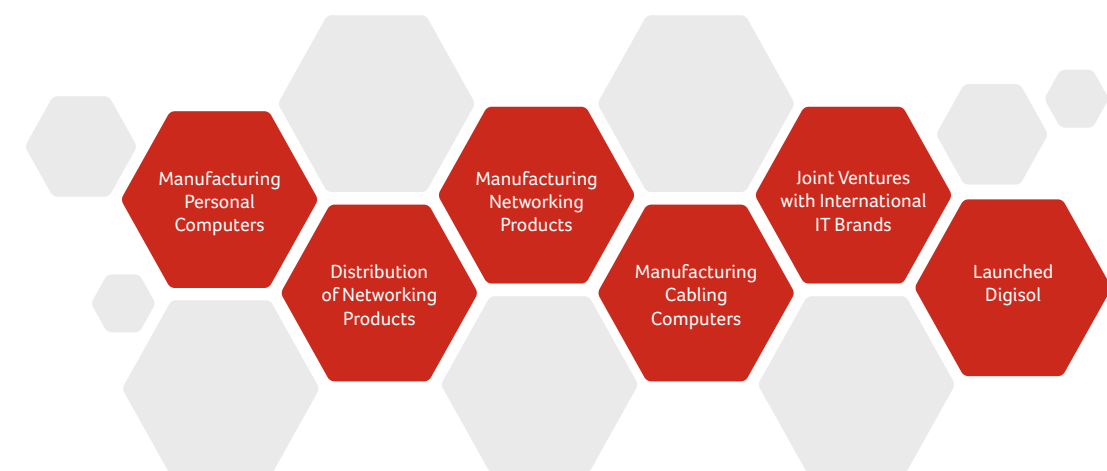 Manufacturing
Personal
Computers
Distribution
of Networking
Products
Manufacturing
Networking
Products
Manufacturing
Cabling
Computers
Joint Ventures
with International
IT Brands
Launched
Digisol